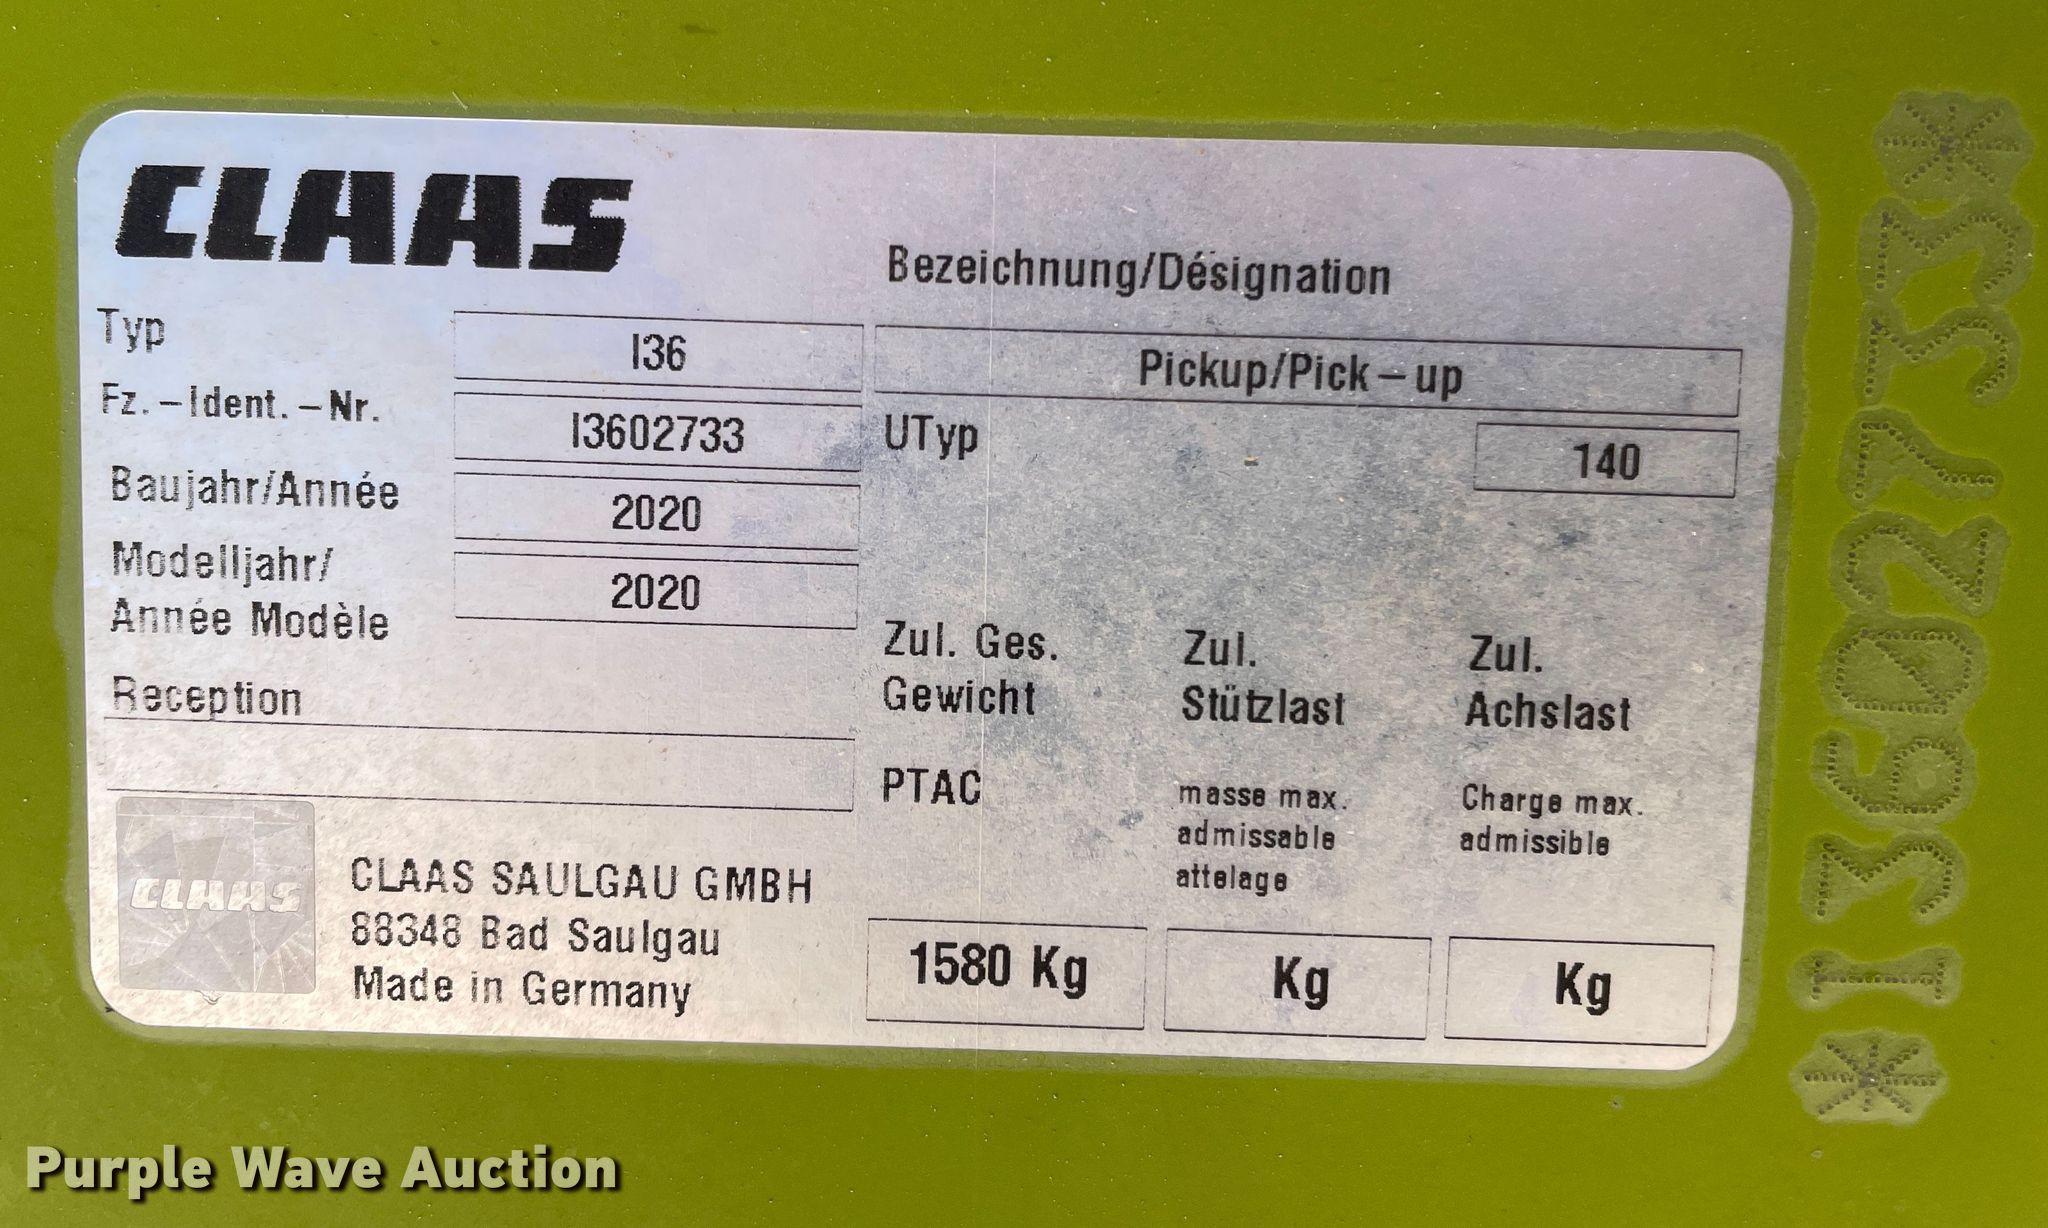 CLAAS
Bezeichnung/Désignation
Typ I36 Pickup/Pick-up
Fz.-Ident.-Nr. I3602733 UTyp 140
Baujahr/Année 2020
Modelljahr/
Année Modèle 2020
Reception
Zul. Ges.
Gewicht
PTAC
1580 Kg
Zul.
Stützlast
masse max.
admissable
attelage
Kg
Zul.
Achslast
Charge max.
admissible
Kg
CLAAS
CLAAS SAULGAU GMBH
88348 Bad Saulgau
Made in Germany
*I3602733*
Purple Wave Auction